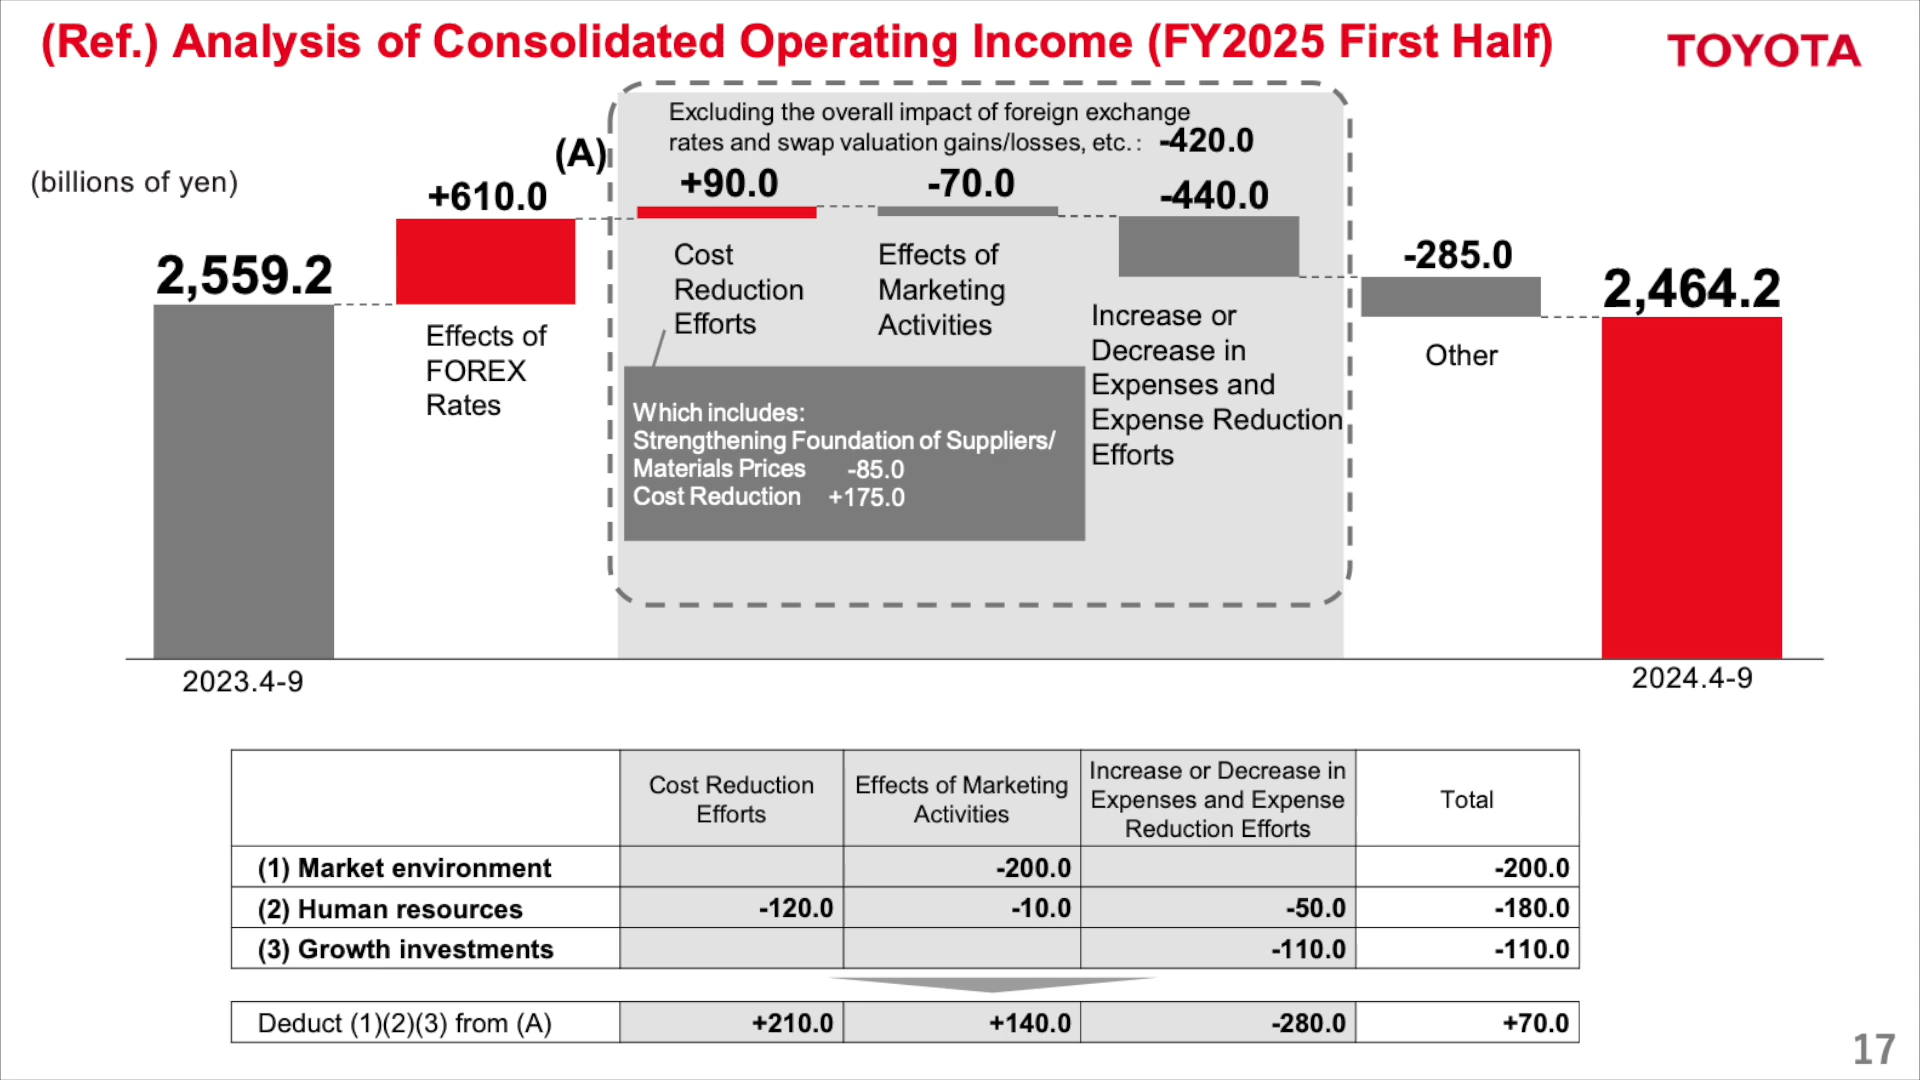 (Ref.) Analysis of Consolidated Operating Income (FY2025 First Half)
TOYOTA
(billions of yen)
(A)
Excluding the overall impact of foreign exchange
rates and swap valuation gains/losses, etc.: -420.0
2,559.2
+610.0
+90.0
-70.0
-440.0
-285.0
2,464.2
Effects of
FOREX
Rates
Cost
Reduction
Efforts
Effects of
Marketing
Activities
Increase or
Decrease in
Expenses and
Expense Reduction
Efforts
Other
Which includes:
Strengthening Foundation of Suppliers/
Materials Prices -85.0
Cost Reduction +175.0
2023.4-9
2024.4-9
Cost Reduction
Efforts
Effects of Marketing
Activities
Increase or Decrease in
Expenses and Expense
Reduction Efforts
Total
(1) Market environment -200.0 -200.0
(2) Human resources -120.0 -10.0 -50.0 -180.0
(3) Growth investments -110.0 -110.0
Deduct (1)(2)(3) from (A) +210.0 +140.0 -280.0 +70.0
17